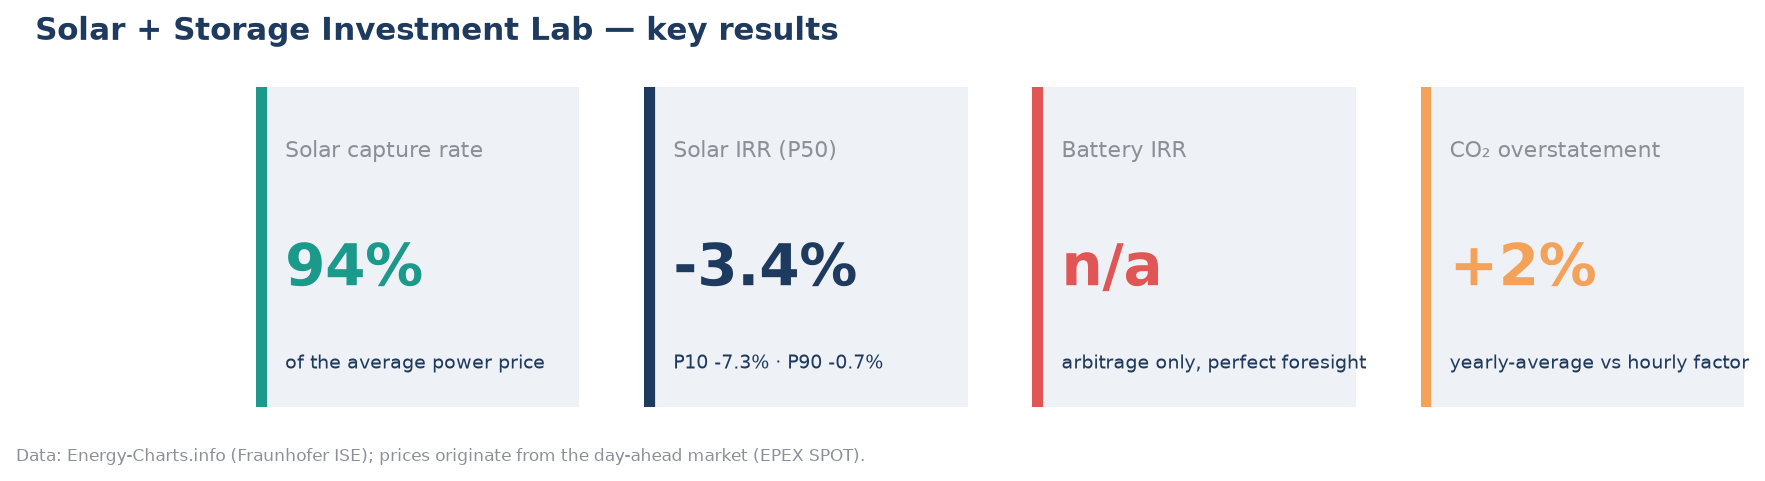 Solar + Storage Investment Lab — key results
Solar capture rate
94%
of the average power price
Solar IRR (P50)
-3.4%
P10 -7.3% · P90 -0.7%
Battery IRR
n/a
arbitrage only, perfect foresight
CO₂ overstatement
+2%
yearly-average vs hourly factor
Data: Energy-Charts.info (Fraunhofer ISE); prices originate from the day-ahead market (EPEX SPOT).